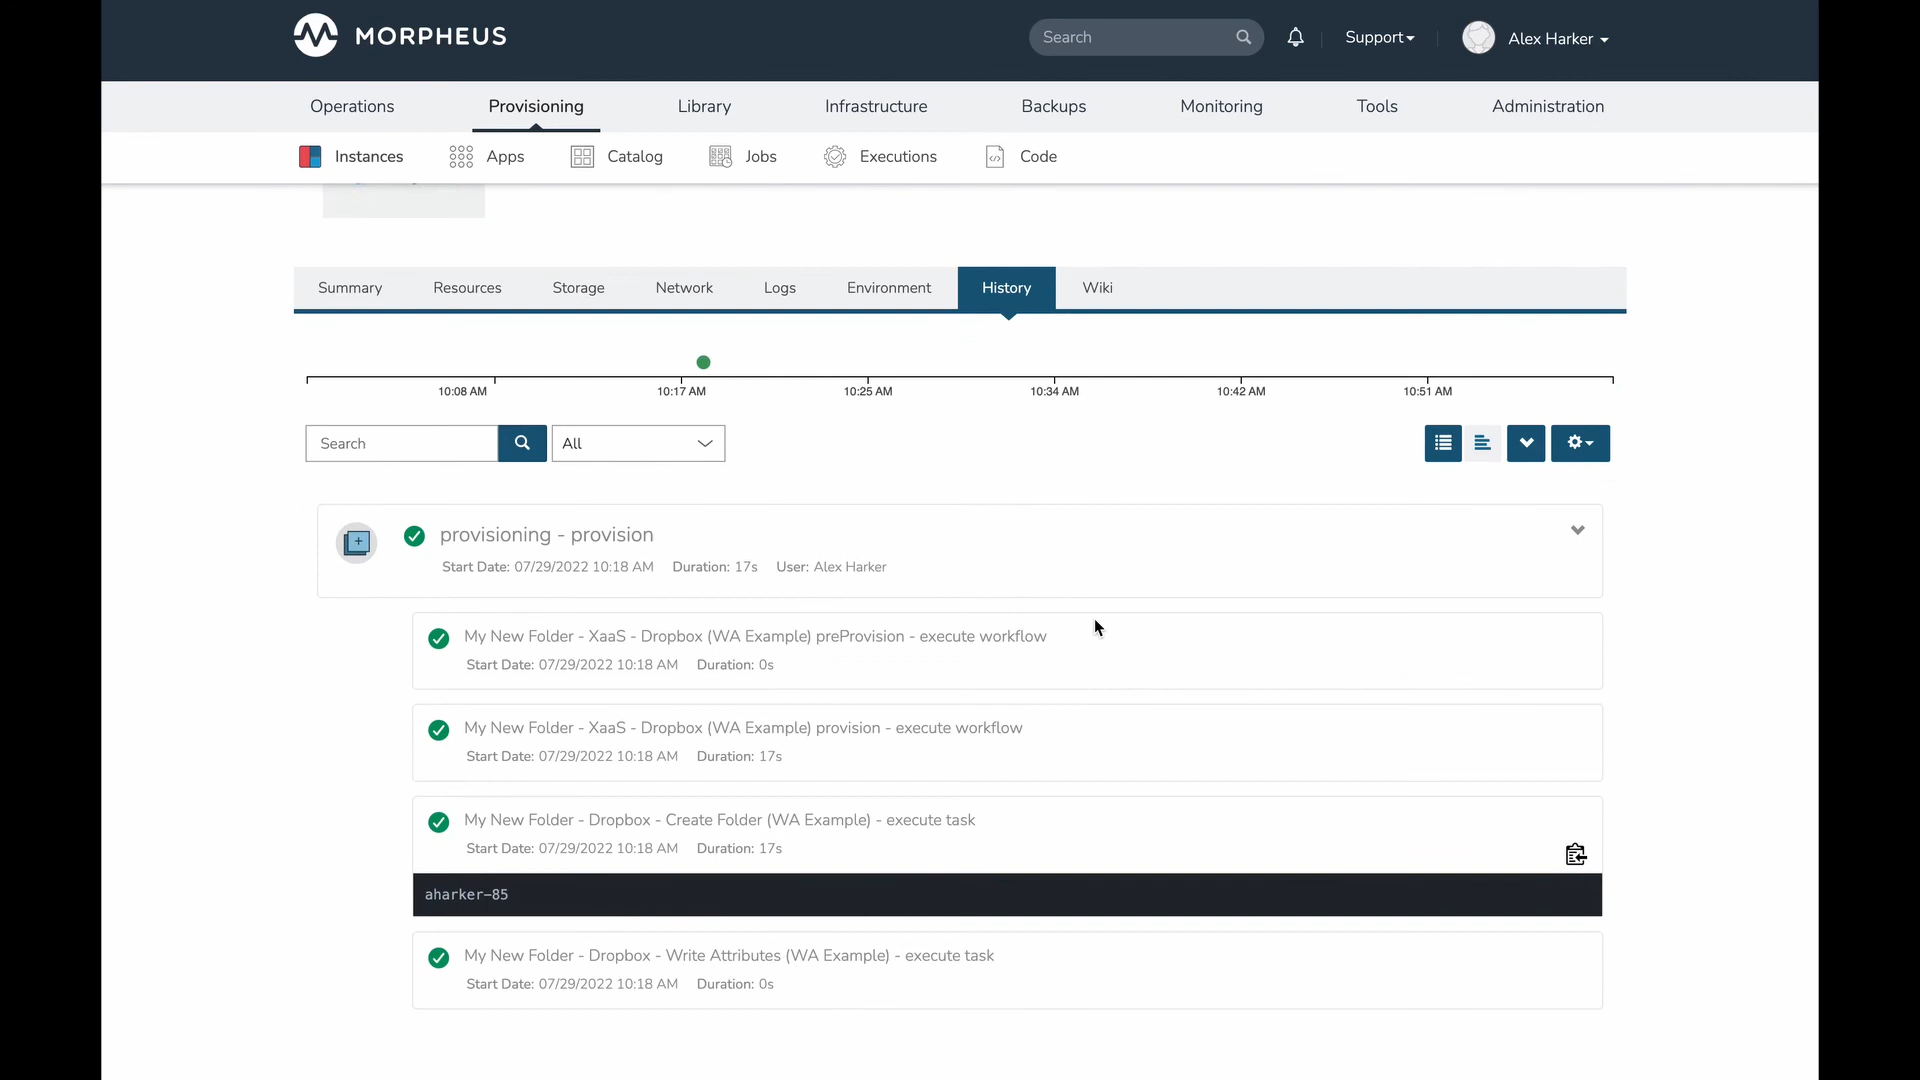 MORPHEUS
Search
Support
Alex Harker
Operations Provisioning Library Infrastructure Backups Monitoring Tools Administration
Instances Apps Catalog Jobs Executions Code
Summary Resources Storage Network Logs Environment History Wiki
10:08 AM 10:17 AM 10:25 AM 10:34 AM 10:42 AM 10:51 AM
Search All
provisioning - provision
Start Date: 07/29/2022 10:18 AM Duration: 17s User: Alex Harker
My New Folder - XaaS - Dropbox (WA Example) preProvision - execute workflow
Start Date: 07/29/2022 10:18 AM Duration: 0s
My New Folder - XaaS - Dropbox (WA Example) provision - execute workflow
Start Date: 07/29/2022 10:18 AM Duration: 17s
My New Folder - Dropbox - Create Folder (WA Example) - execute task
Start Date: 07/29/2022 10:18 AM Duration: 17s
aharker-85
My New Folder - Dropbox - Write Attributes (WA Example) - execute task
Start Date: 07/29/2022 10:18 AM Duration: 0s